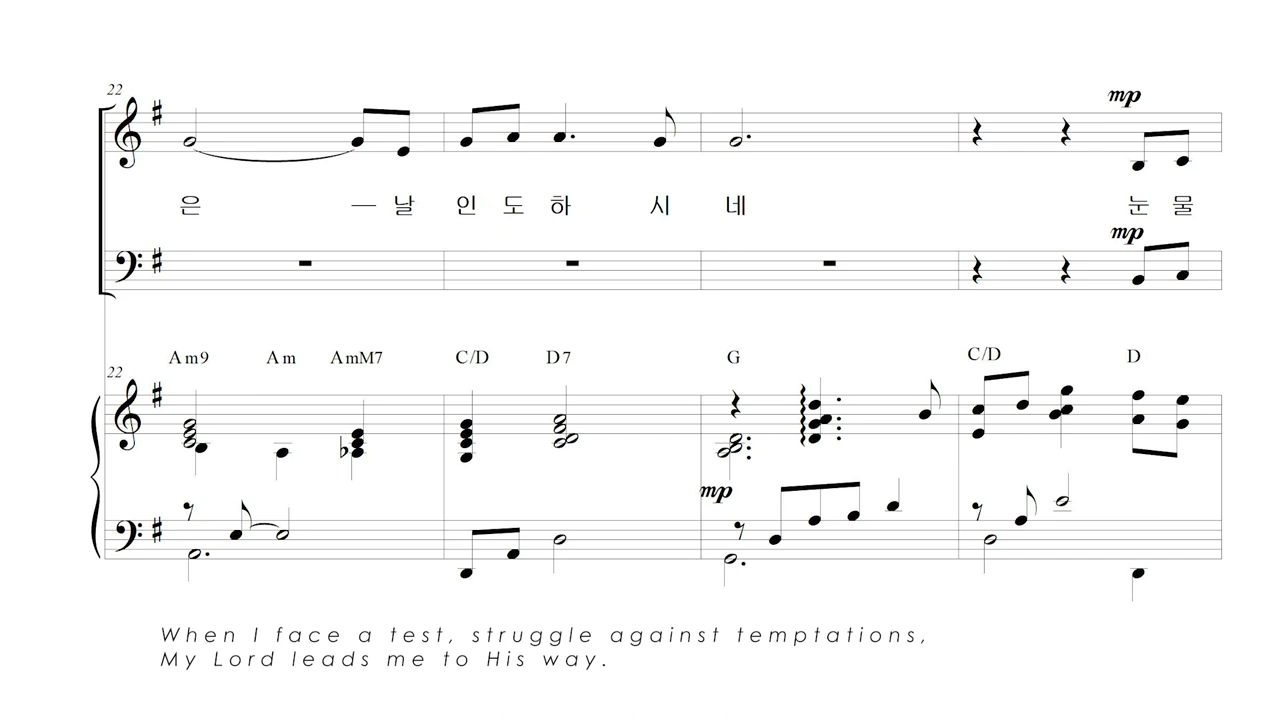 22
mp
은 — 날 인 도 하 시 네 눈 물
mp
Am9 Am AmM7 C/D D7 G C/D D
22
mp
When I face a test, struggle against temptations,
My Lord leads me to His way.